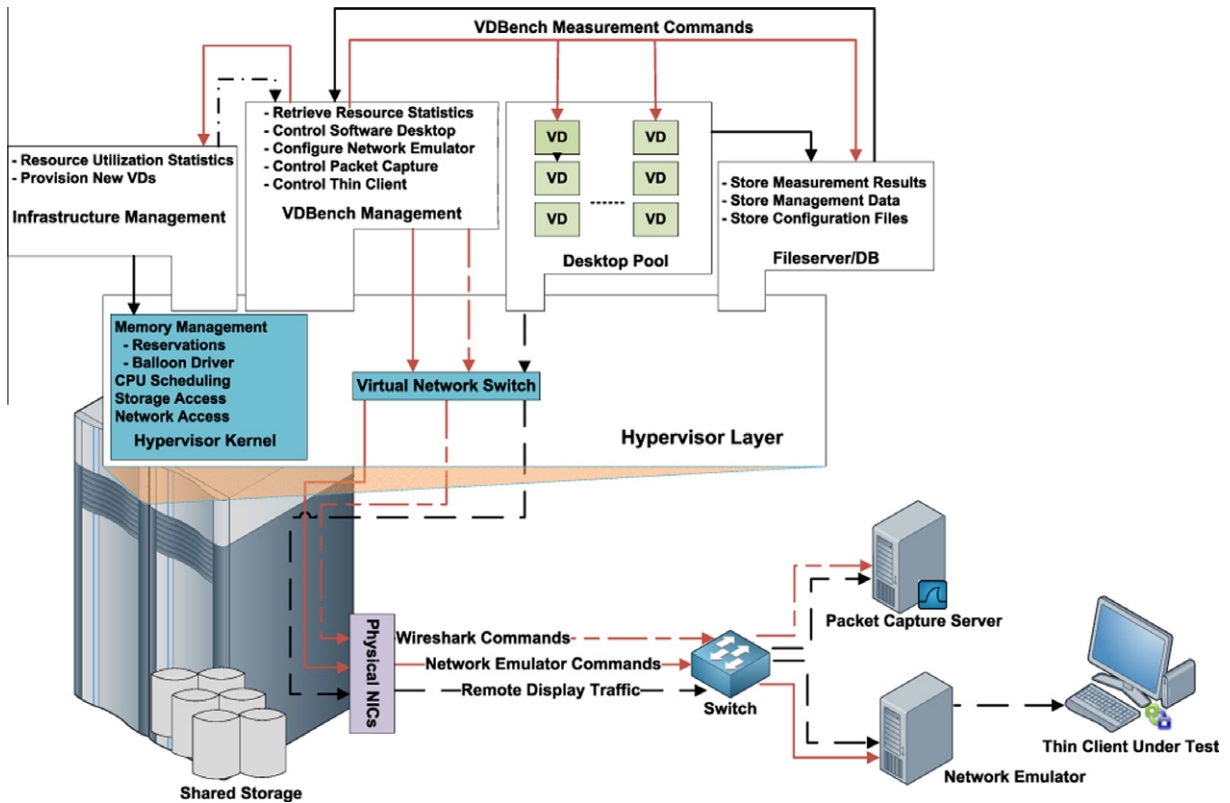 VDBench Measurement Commands
- Retrieve Resource Statistics
- Control Software Desktop
- Configure Network Emulator
- Control Packet Capture
- Control Thin Client
VDBench Management
- Resource Utilization Statistics
- Provision New VDs
Infrastructure Management
VD
VD
VD
VD
VD
VD
Desktop Pool
- Store Measurement Results
- Store Management Data
- Store Configuration Files
Fileserver/DB
Memory Management
- Reservations
- Balloon Driver
CPU Scheduling
Storage Access
Network Access
Hypervisor Kernel
Virtual Network Switch
Hypervisor Layer
Physical NICs
Wireshark Commands
Network Emulator Commands
Remote Display Traffic
Switch
Packet Capture Server
Network Emulator
Thin Client Under Test
Shared Storage